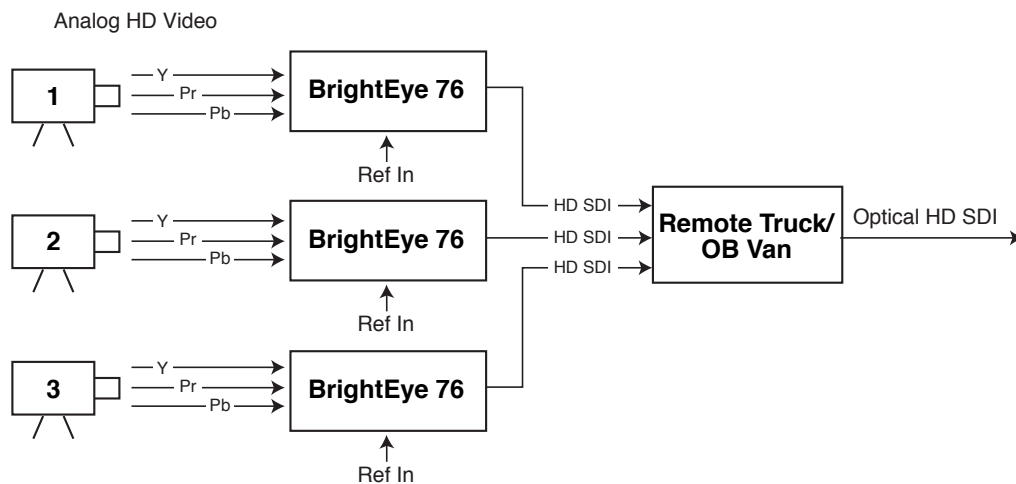 Analog HD Video
1
Y
Pr
Pb
BrightEye 76
Ref In
2
Y
Pr
Pb
BrightEye 76
Ref In
3
Y
Pr
Pb
BrightEye 76
Ref In
HD SDI
HD SDI
HD SDI
Remote Truck/
OB Van
Optical HD SDI